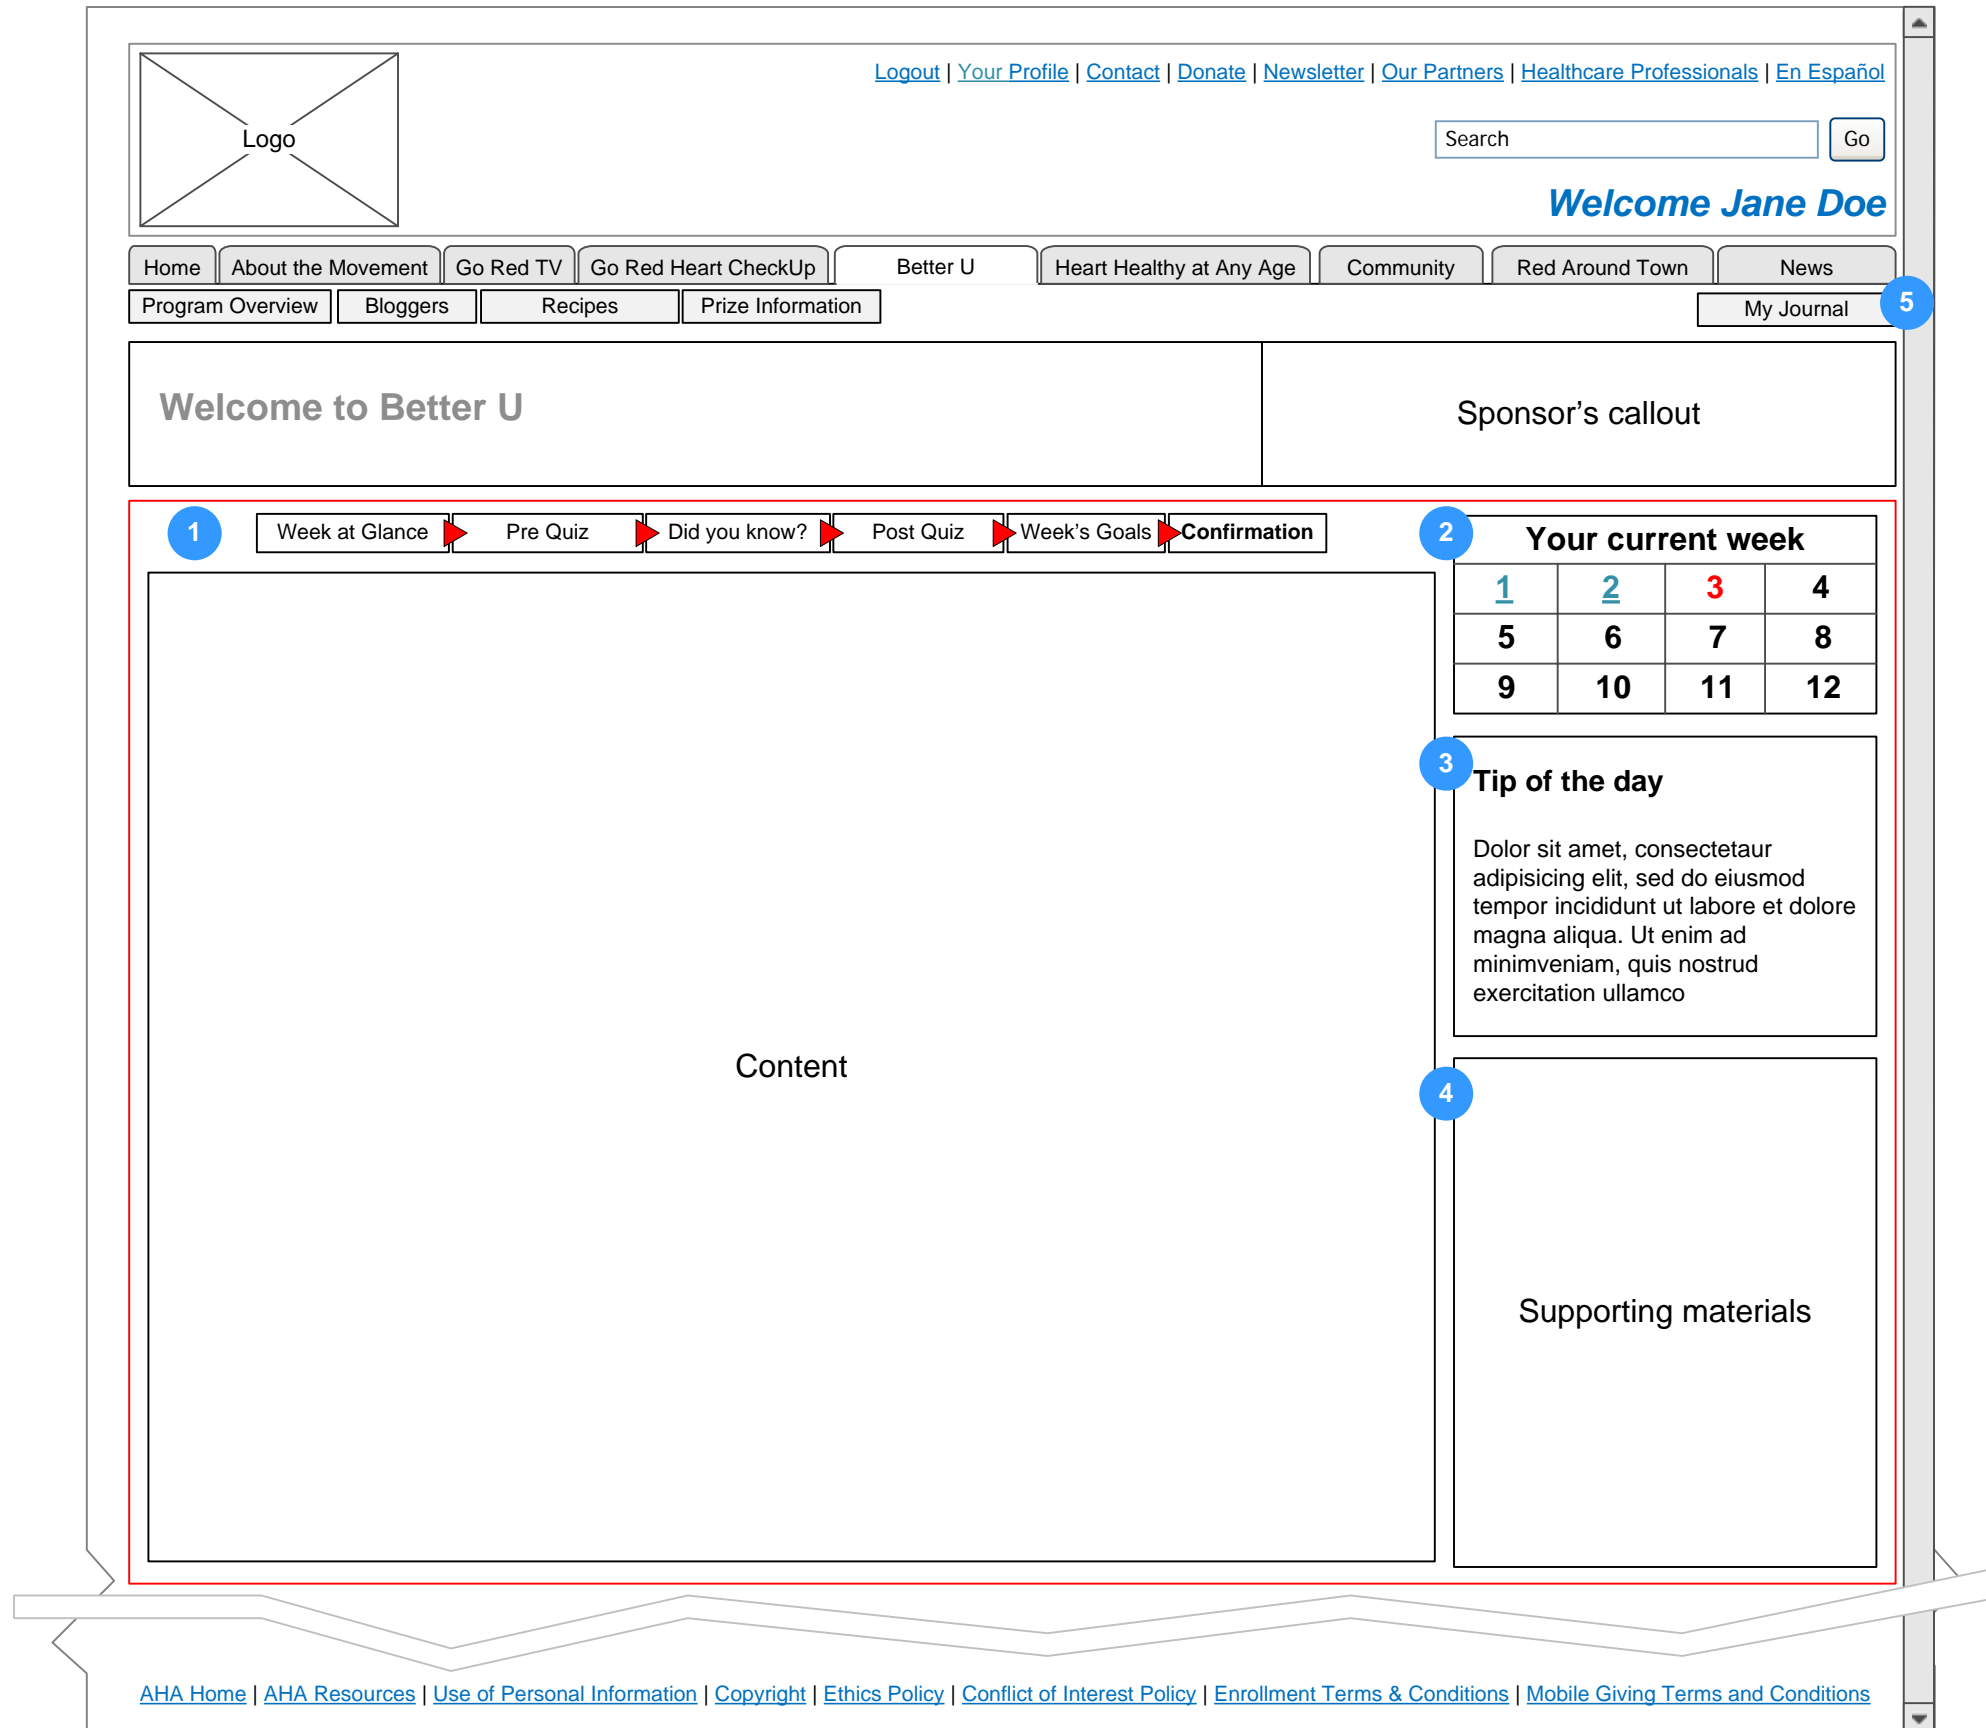 Logout | Your Profile | Contact | Donate | Newsletter | Our Partners | Healthcare Professionals | En Español
Logo
Search Go
Welcome Jane Doe
Home About the Movement Go Red TV Go Red Heart CheckUp Better U Heart Healthy at Any Age Community Red Around Town News
Program Overview Bloggers Recipes Prize Information My Journal 5
Welcome to Better U
Sponsor's callout
1 Week at Glance Pre Quiz Did you know? Post Quiz Week's Goals Confirmation
2 Your current week
1 2 3 4
5 6 7 8
9 10 11 12
3
Tip of the day
Dolor sit amet, consectetaur
adipisicing elit, sed do eiusmod
tempor incididunt ut labore et dolore
magna aliqua. Ut enim ad
minimveniam, quis nostrud
exercitation ullamco
Content
4
Supporting materials
AHA Home | AHA Resources | Use of Personal Information | Copyright | Ethics Policy | Conflict of Interest Policy | Enrollment Terms & Conditions | Mobile Giving Terms and Conditions